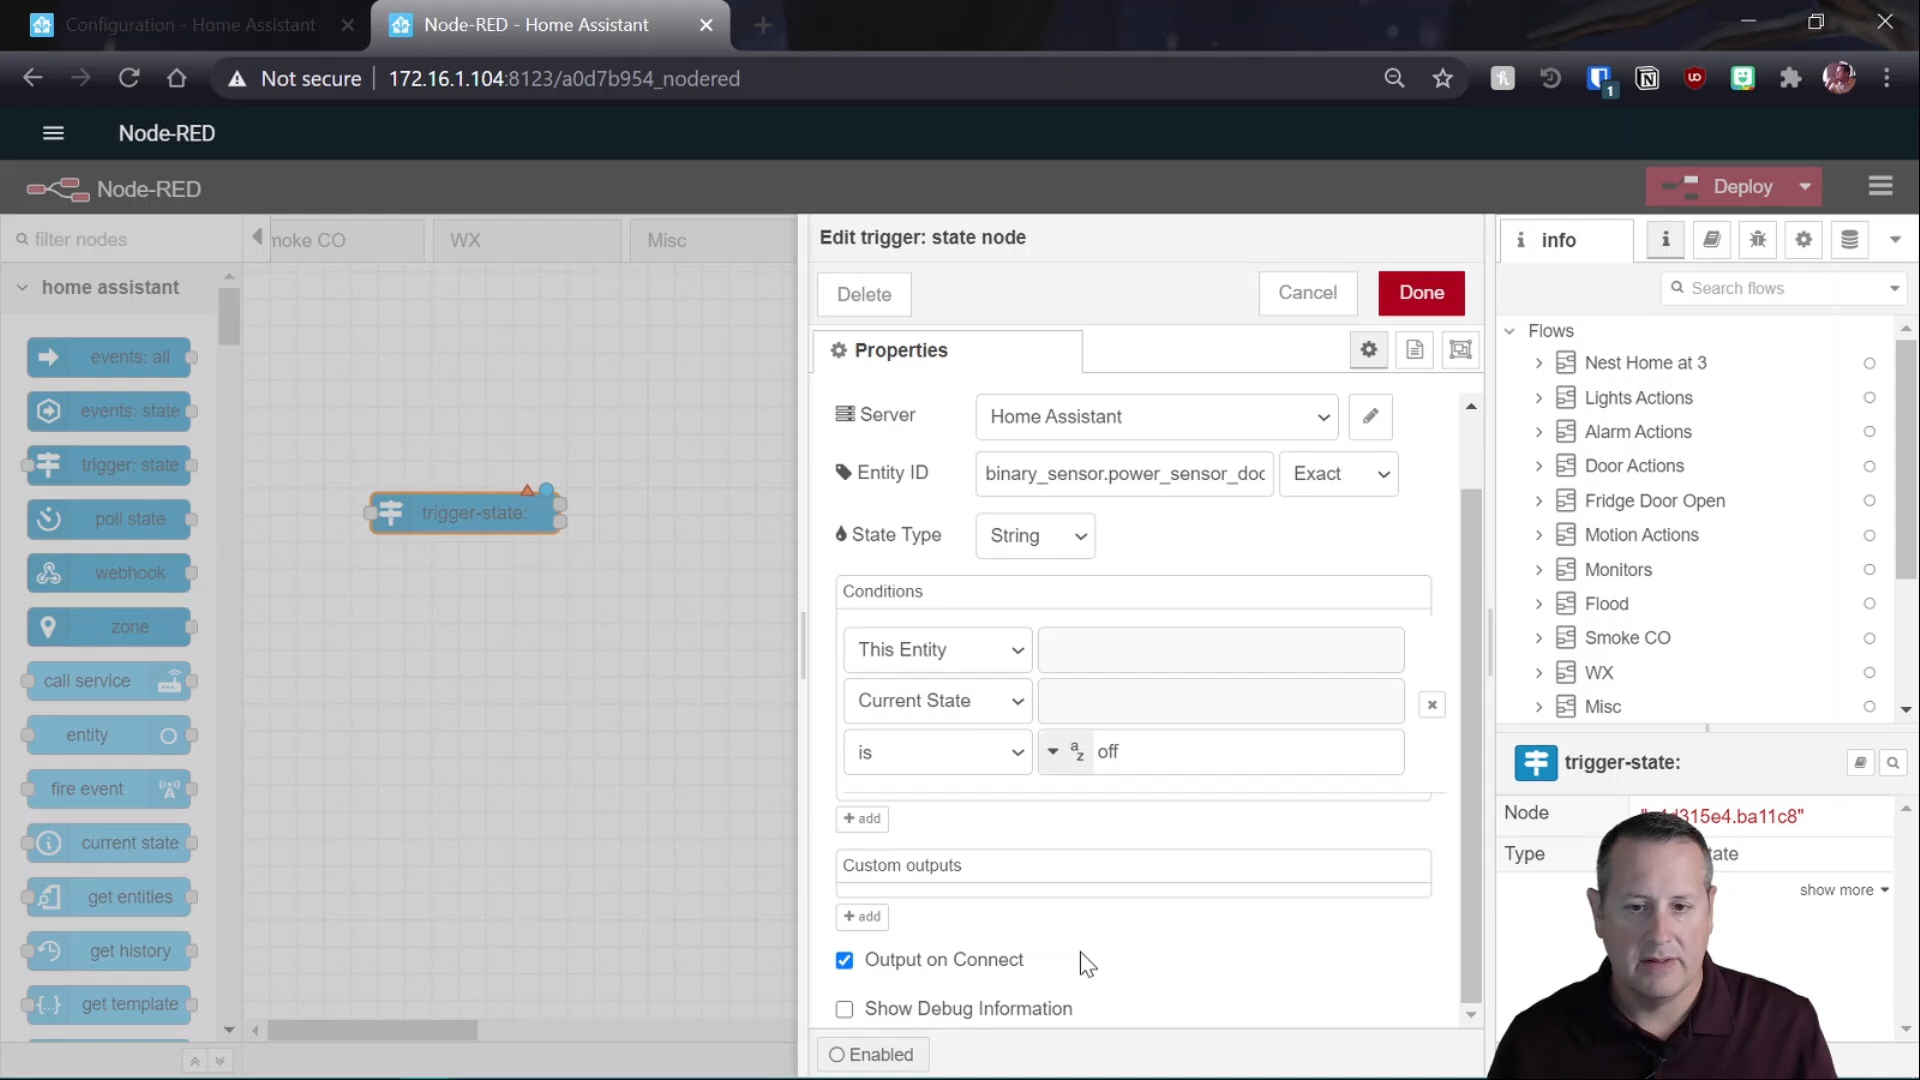 Configuration - Home Assistant
Node-RED - Home Assistant
Not secure
172.16.1.104:8123/a0d7b954_nodered
1
Node-RED
Node-RED
Deploy
filter nodes
moke CO
WX
Misc
Edit trigger: state node
info
Delete
Cancel
Done
Search flows
home assistant
Properties
Flows
events: all
Nest Home at 3
Server
Home Assistant
Lights Actions
events: state
Alarm Actions
trigger: state
Entity ID
binary_sensor.power_sensor_doc
Exact
Door Actions
Fridge Door Open
poll state
trigger-state:
State Type
String
Motion Actions
webhook
Conditions
Monitors
Flood
zone
This Entity
Smoke CO
call service
Current State
WX
Misc
entity
is
az off
trigger-state:
fire event
add
Node
315e4.ba11c8"
current state
Custom outputs
Type
tate
get entities
add
show more
get history
Output on Connect
get template
Show Debug Information
Enabled